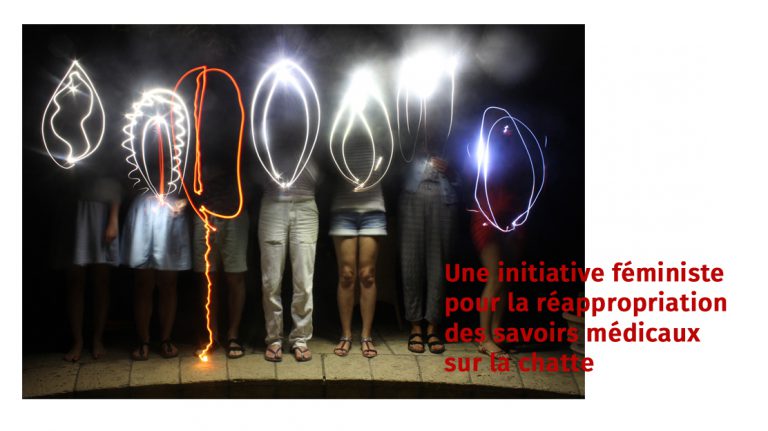 Une initiative féministe
pour la réappropriation
des savoirs médicaux
sur la chatte